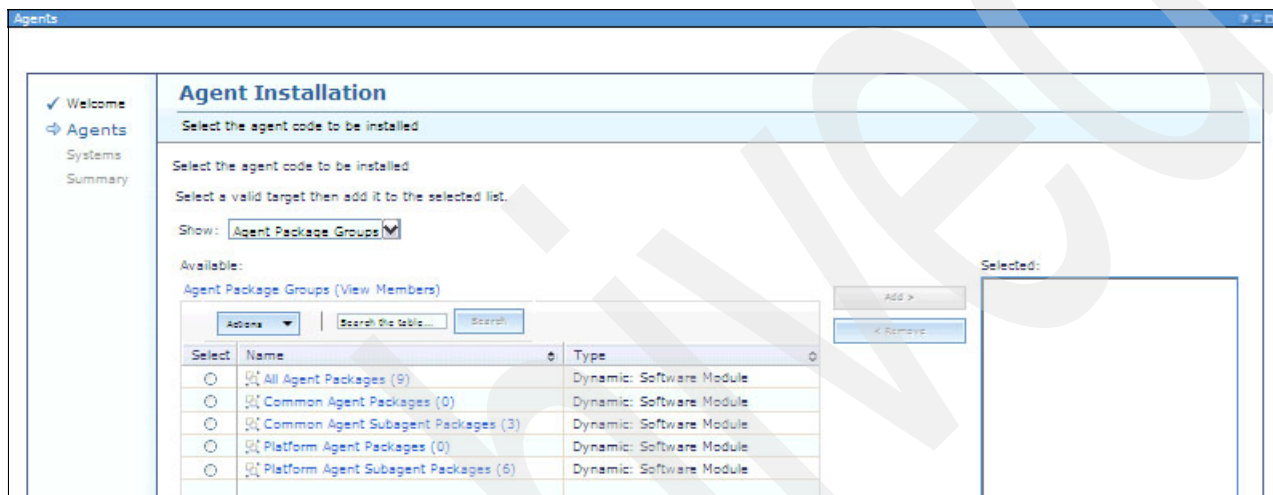 Agents
Welcome
Agents
Systems
Summary
Agent Installation
Select the agent code to be installed
Select the agent code to be installed
Select a valid target then add it to the selected list.
Show: Agent Package Groups
Available:
Agent Package Groups (View Members)
Actions Search the table... Search
Select Name Type
All Agent Packages (9) Dynamic: Software Module
Common Agent Packages (0) Dynamic: Software Module
Common Agent Subagent Packages (3) Dynamic: Software Module
Platform Agent Packages (0) Dynamic: Software Module
Platform Agent Subagent Packages (6) Dynamic: Software Module
Add >
< Remove
Selected: